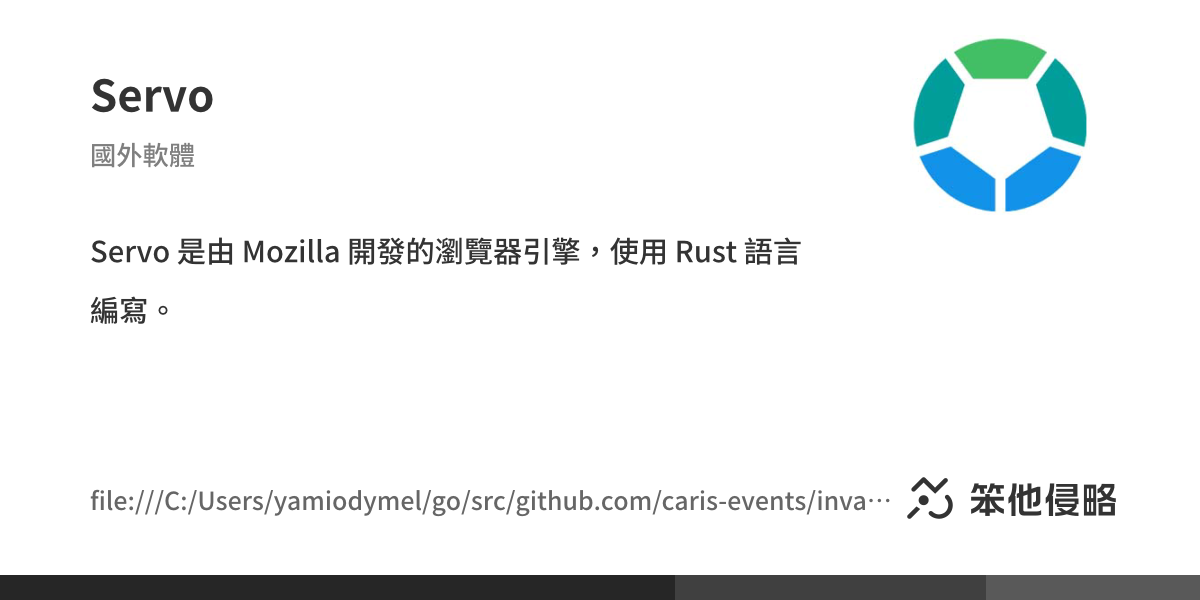 Servo
國外軟體
Servo 是由 Mozilla 開發的瀏覽器引擎，使用 Rust 語言
編寫。
file:///C:/Users/yamiodymel/go/src/github.com/caris-events/inva…
笨他侵略